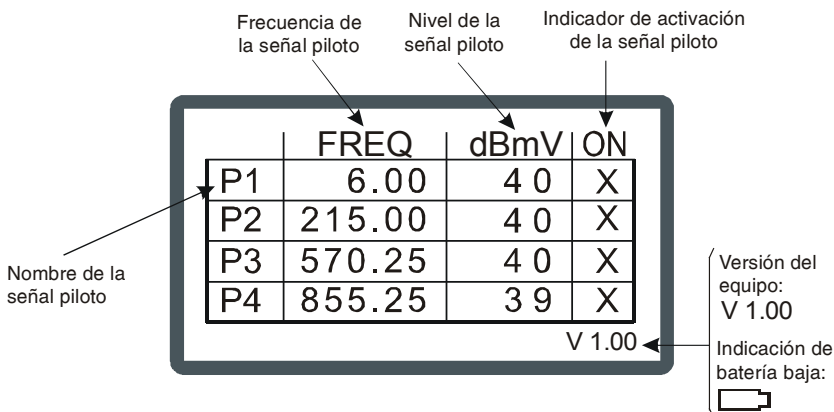 Frecuencia de
la señal piloto
Nivel de la
señal piloto
Indicador de activación
de la señal piloto
FREQ dBmV ON
P1 6.00 40 X
P2 215.00 40 X
P3 570.25 40 X
P4 855.25 39 X
V 1.00
Nombre de la
señal piloto
Versión del
equipo:
V 1.00
Indicación de
batería baja: